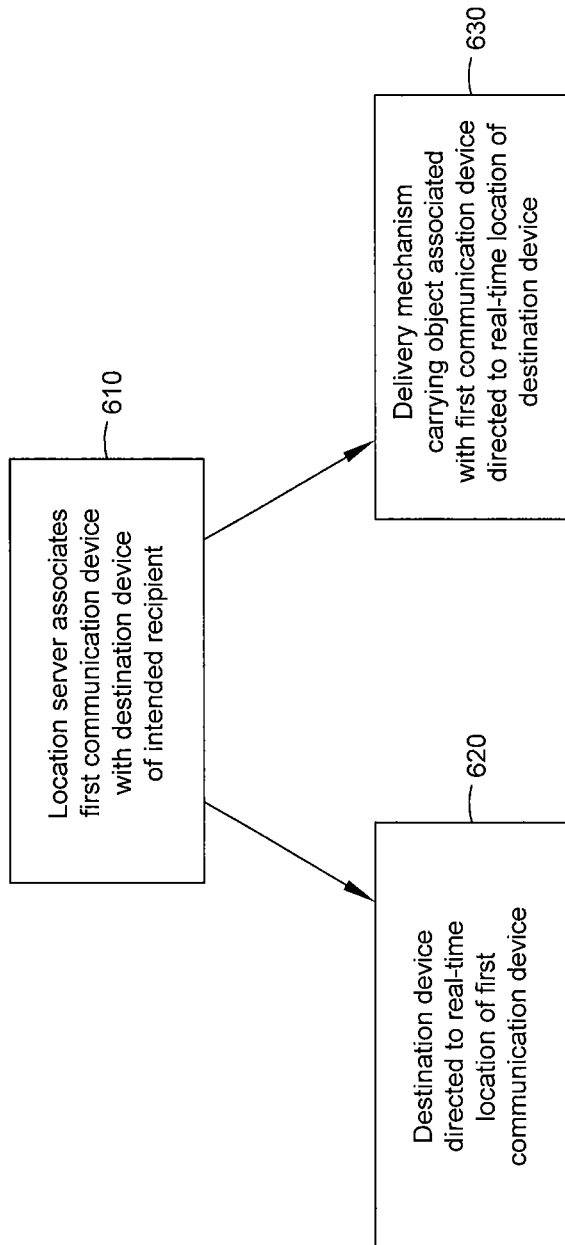 610
Location server associates
first communication device
with destination device
of intended recipient
620
Destination device
directed to real-time
location of first
communication device
630
Delivery mechanism
carrying object associated
with first communication device
directed to real-time location of
destination device